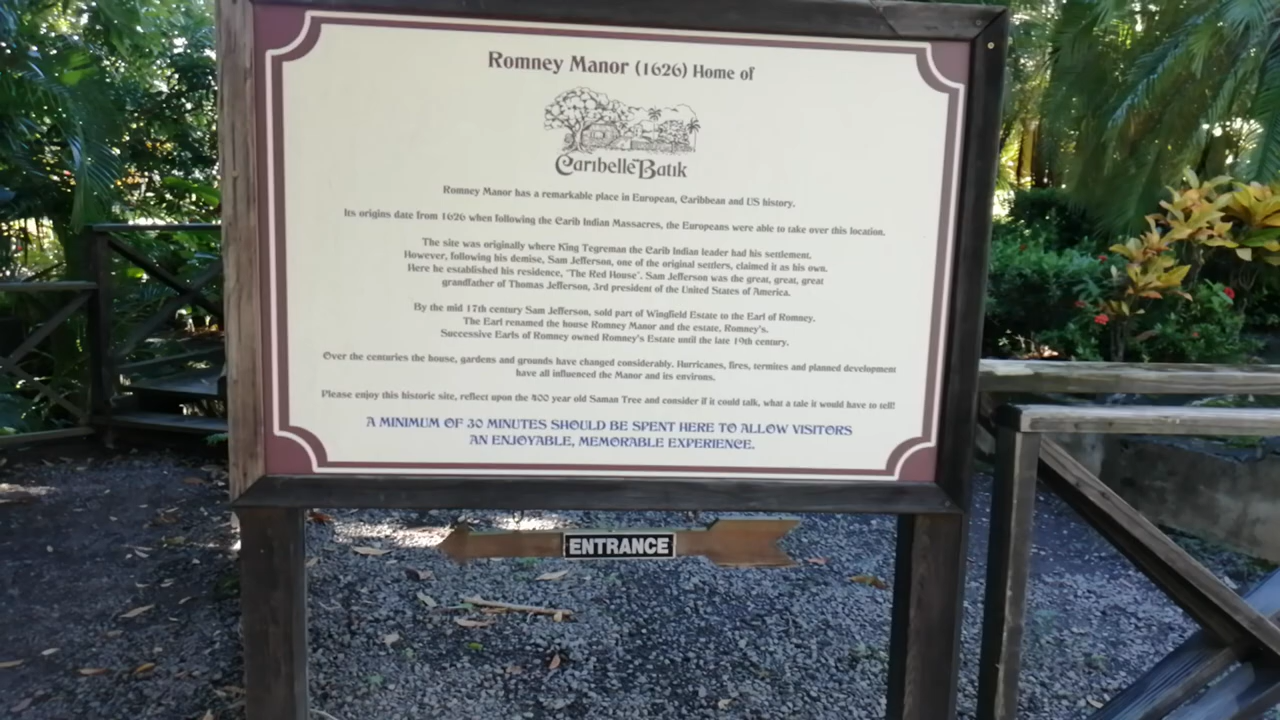 Romney Manor (1626) Home of
Caribelle Batik
Romney Manor has a remarkable place in European, Caribbean and US history.
Its origins date from 1626 when following the Carib Indian Massacres, the Europeans were able to take over this location.
The site was originally where King Tegreman the Carib Indian leader had his settlement.
However, following his demise, Sam Jefferson, one of the original settlers, claimed it as his own.
Here he established his residence, "The Red House". Sam Jefferson was the great, great, great
grandfather of Thomas Jefferson, 3rd president of the United States of America.
By the mid 17th century Sam Jefferson, sold part of Wingfield Estate to the Earl of Romney.
The Earl renamed the house Romney Manor and the estate, Romney's.
Successive Earls of Romney owned Romney's Estate until the late 19th century.
Over the centuries the house, gardens and grounds have changed considerably. Hurricanes, fires, termites and planned development
have all influenced the Manor and its environs.
Please enjoy this historic site, reflect upon the 400 year old Saman Tree and consider if it could talk, what a tale it would have to tell!
A MINIMUM OF 30 MINUTES SHOULD BE SPENT HERE TO ALLOW VISITORS
AN ENJOYABLE, MEMORABLE EXPERIENCE.
ENTRANCE